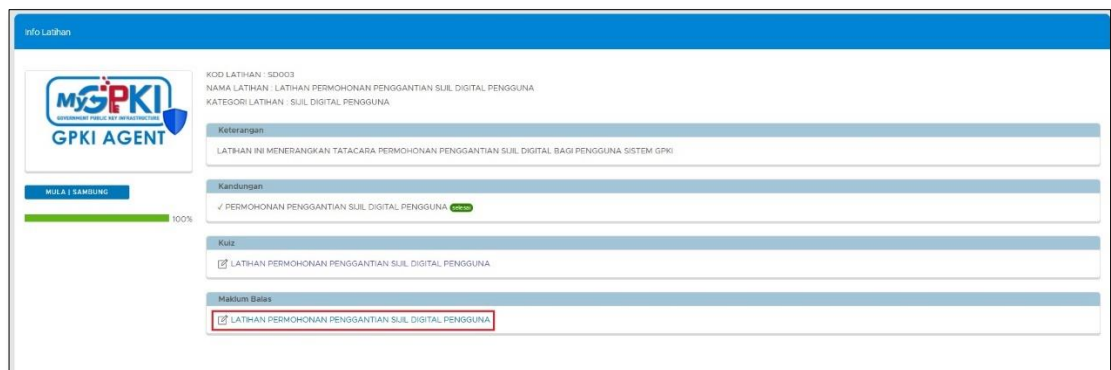 Info Latihan
MyGPKI
GOVERNMENT PUBLIC KEY INFRASTRUCTURE
GPKI AGENT
MULA | SAMBUNG
100%
KOD LATIHAN : SD003
NAMA LATIHAN : LATIHAN PERMOHONAN PENGGANTIAN SIJIL DIGITAL PENGGUNA
KATEGORI LATIHAN : SIJIL DIGITAL PENGGUNA
Keterangan
LATIHAN INI MENERANGKAN TATACARA PERMOHONAN PENGGANTIAN SIJIL DIGITAL BAGI PENGGUNA SISTEM GPKI
Kandungan
✓ PERMOHONAN PENGGANTIAN SIJIL DIGITAL PENGGUNA selesai
Kuiz
LATIHAN PERMOHONAN PENGGANTIAN SIJIL DIGITAL PENGGUNA
Maklum Balas
LATIHAN PERMOHONAN PENGGANTIAN SIJIL DIGITAL PENGGUNA